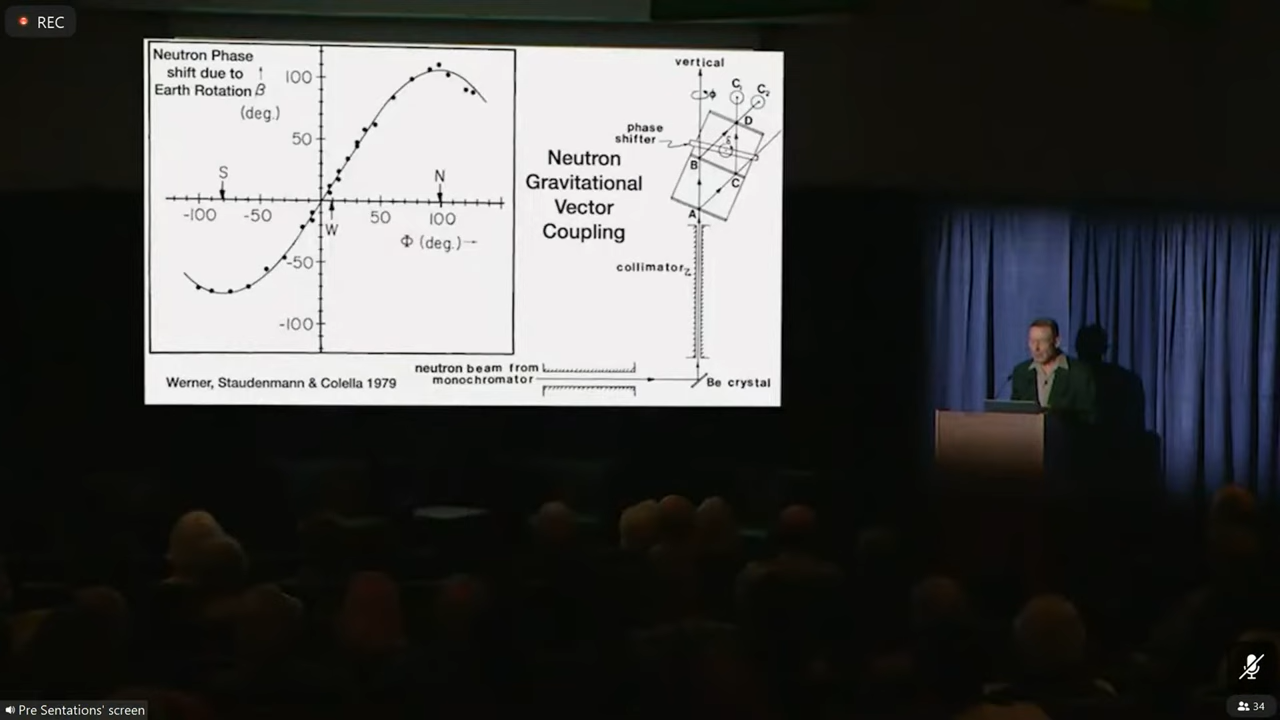 REC
Neutron Phase
shift due to ↑
Earth Rotation β
(deg.)
100
50
S
N
-100
-50
50
100
W
Φ (deg.)→
-50
-100
Werner, Staudenmann & Colella 1979
Neutron
Gravitational
Vector
Coupling
vertical
ϕ
C₁
C₂
D
phase
shifter
B
C
A
collimator
neutron beam from
monochromator
Be crystal
Pre Sentations' screen
34